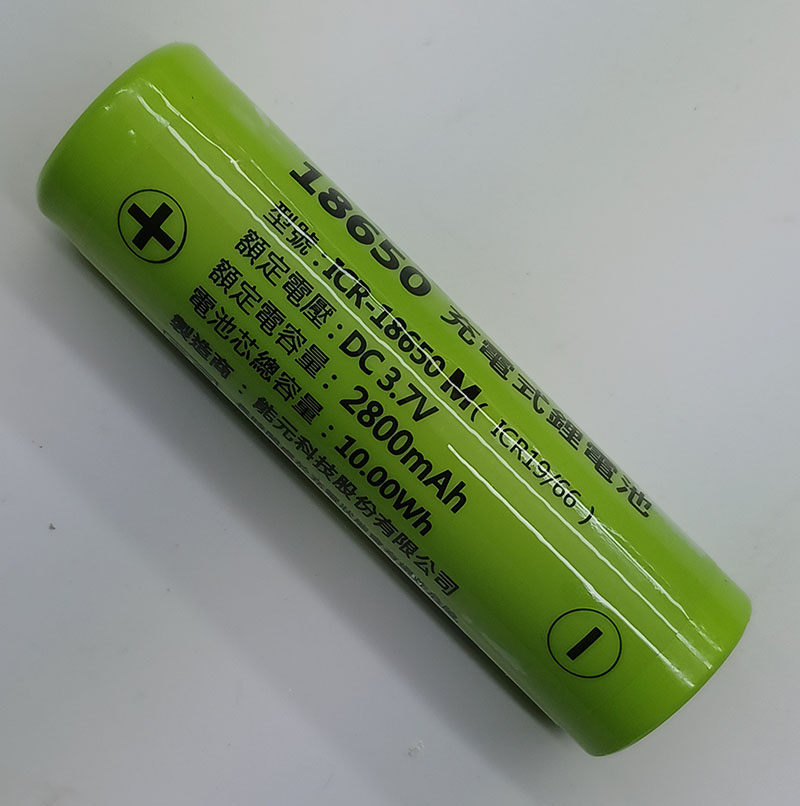 18650 充電式鋰電池
型號：ICR-18650 M( ICR19/66 )
額定電壓：DC 3.7V
額定電容量：2800mAh
電池芯總容量：10.00Wh
製造商：能元科技股份有限公司
+
−